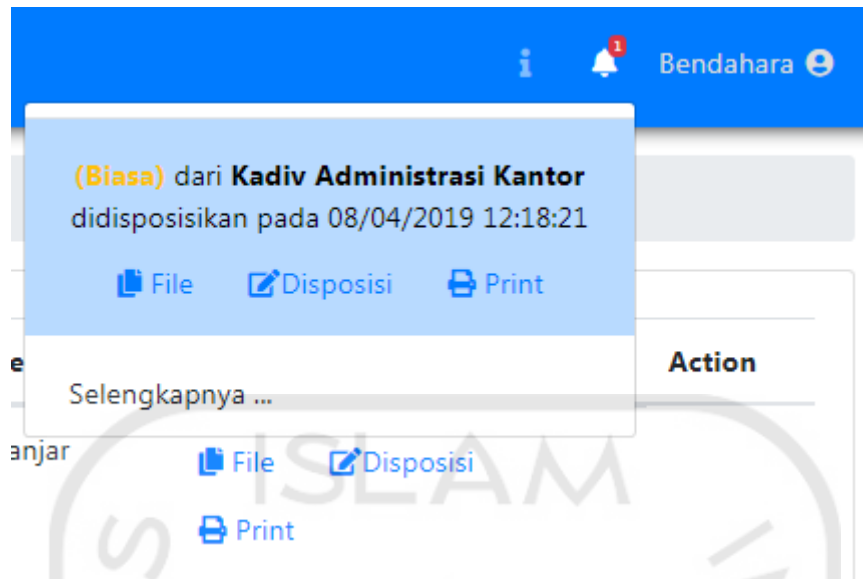 1
Bendahara
(Biasa) dari Kadiv Administrasi Kantor
didisposisikan pada 08/04/2019 12:18:21
File Disposisi Print
Action
Selengkapnya ...
anjar
File Disposisi
Print
ISLAM